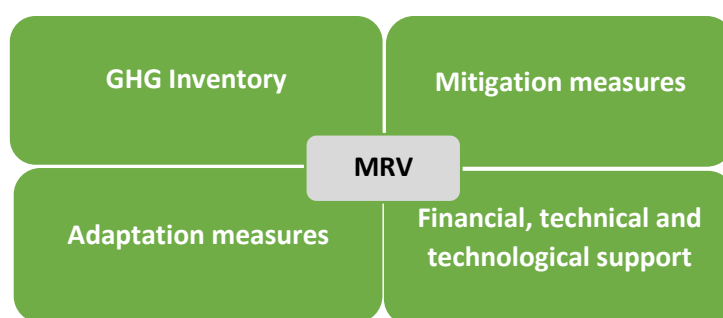 GHG Inventory
Mitigation measures
MRV
Adaptation measures
Financial, technical and
technological support